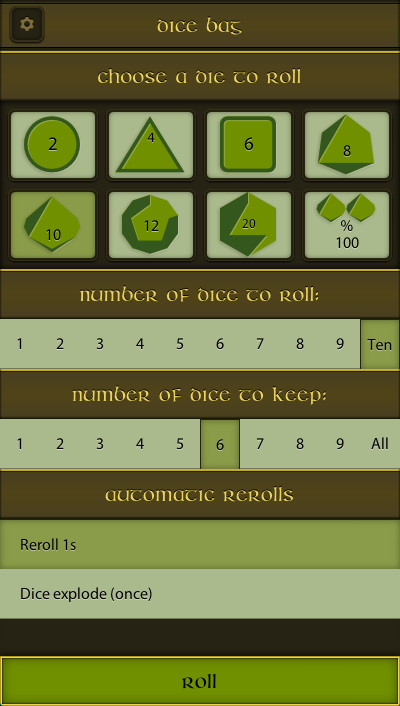 dice bag
choose a die to roll
2
4
6
8
10
12
20
%
100
number of dice to roll:
1 2 3 4 5 6 7 8 9 Ten
number of dice to keep:
1 2 3 4 5 6 7 8 9 All
automatic rerolls
Reroll 1s
Dice explode (once)
roll